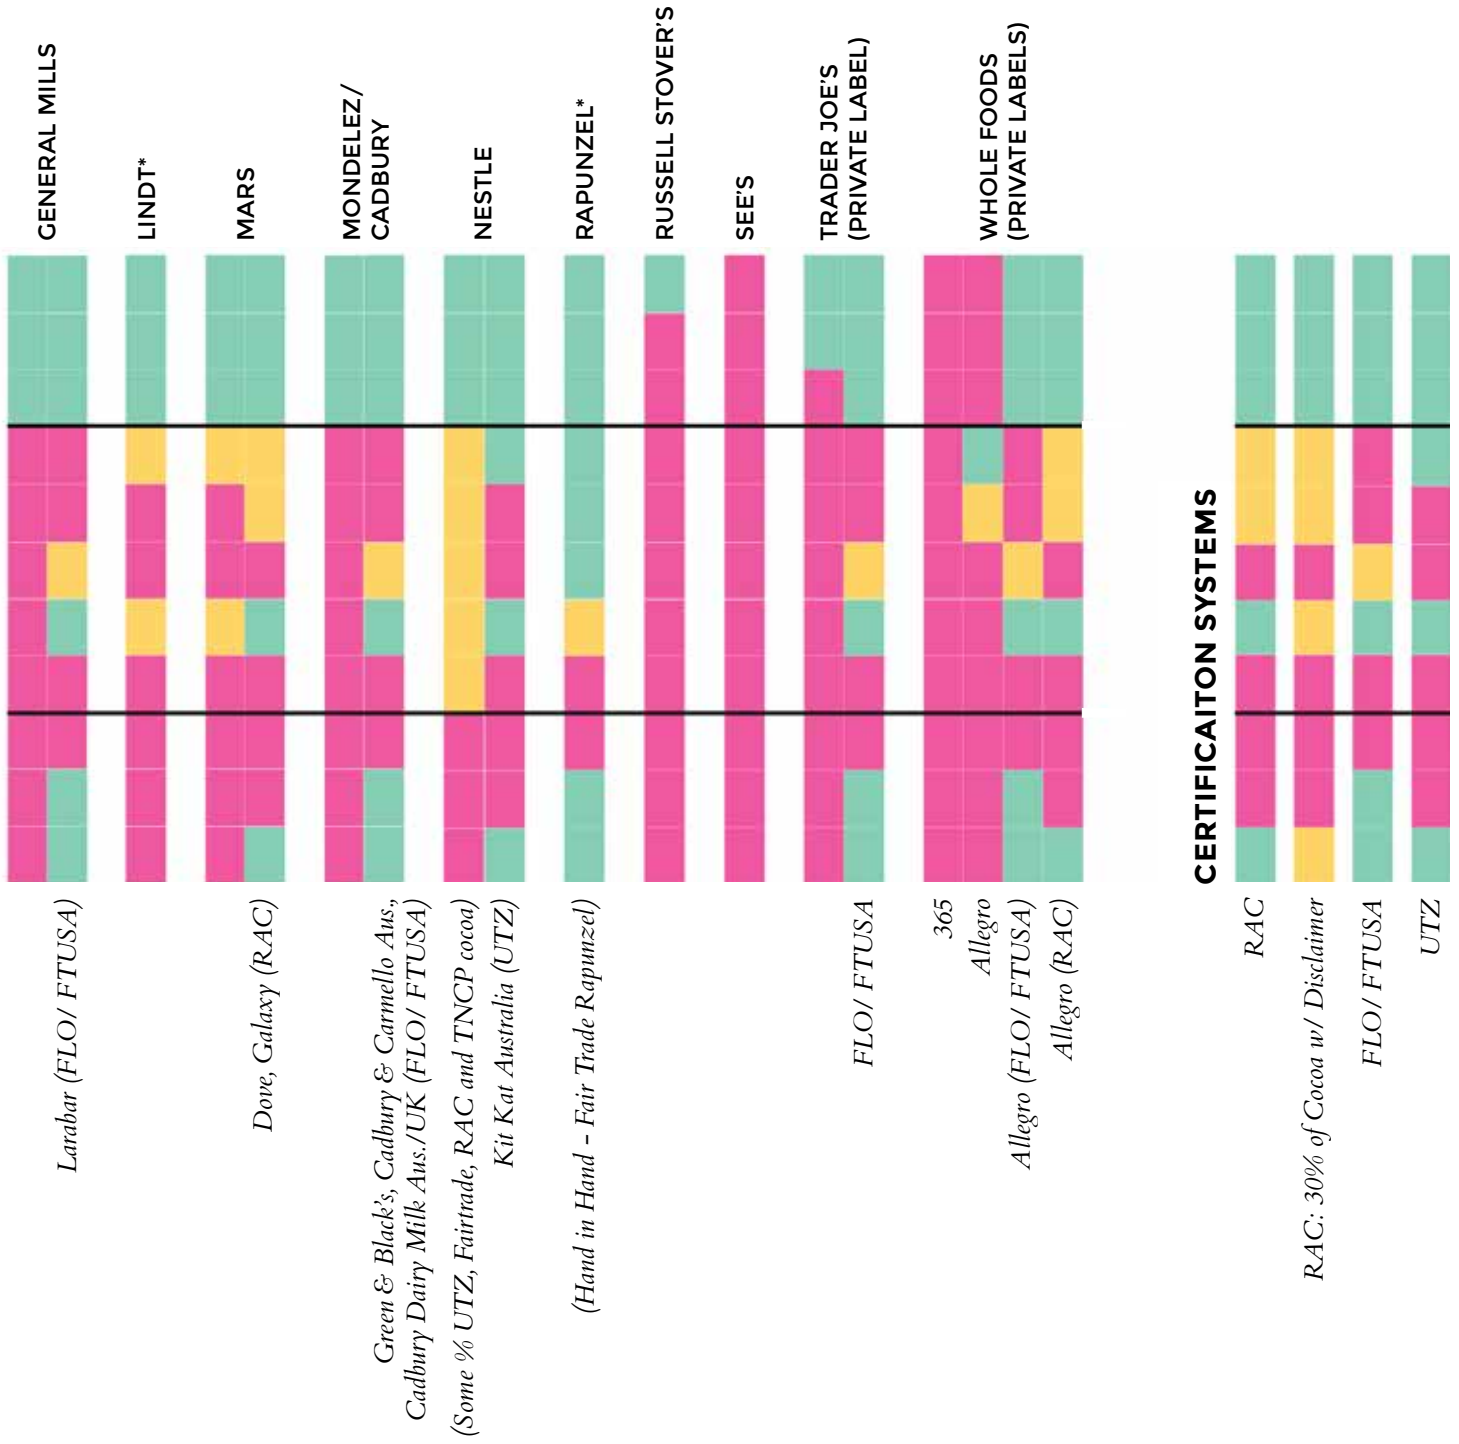 GENERAL MILLS
LINDT*
MARS
MONDELEZ/
CADBURY
NESTLE
RAPUNZEL*
RUSSELL STOVER'S
SEE'S
TRADER JOE'S
(PRIVATE LABEL)
WHOLE FOODS
(PRIVATE LABELS)
Larabar (FLO/ FTUSA)
Dove, Galaxy (RAC)
Green & Black's, Cadbury & Carmello Aus.,
Cadbury Dairy Milk Aus./UK (FLO/ FTUSA)
(Some % UTZ, Fairtrade, RAC and TNCP cocoa)
Kit Kat Australia (UTZ)
(Hand in Hand - Fair Trade Rapunzel)
FLO/ FTUSA
365
Allegro
Allegro (FLO/ FTUSA)
Allegro (RAC)
CERTIFICAITON SYSTEMS
RAC
RAC: 30% of Cocoa w/ Disclaimer
FLO/ FTUSA
UTZ